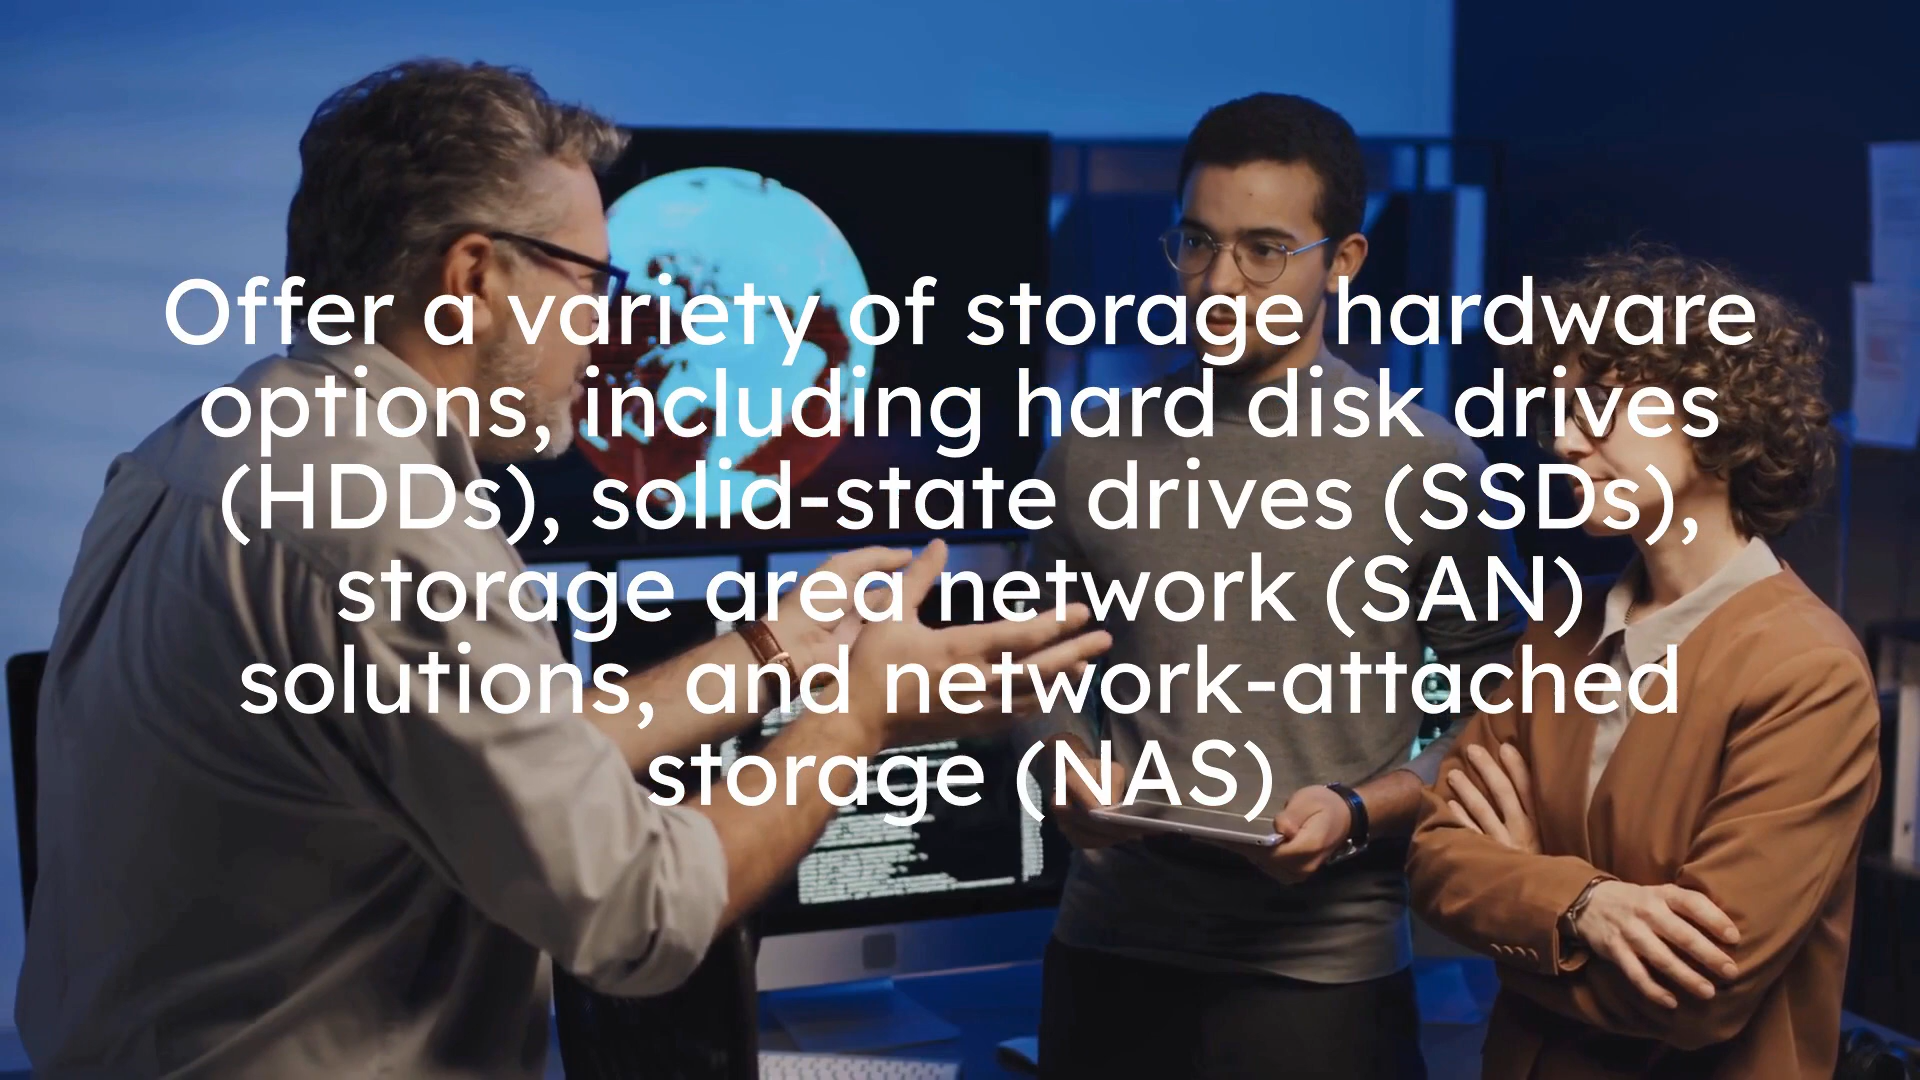 Offer a variety of storage hardware
options, including hard disk drives
(HDDs), solid-state drives (SSDs),
storage area network (SAN)
solutions, and network-attached
storage (NAS)